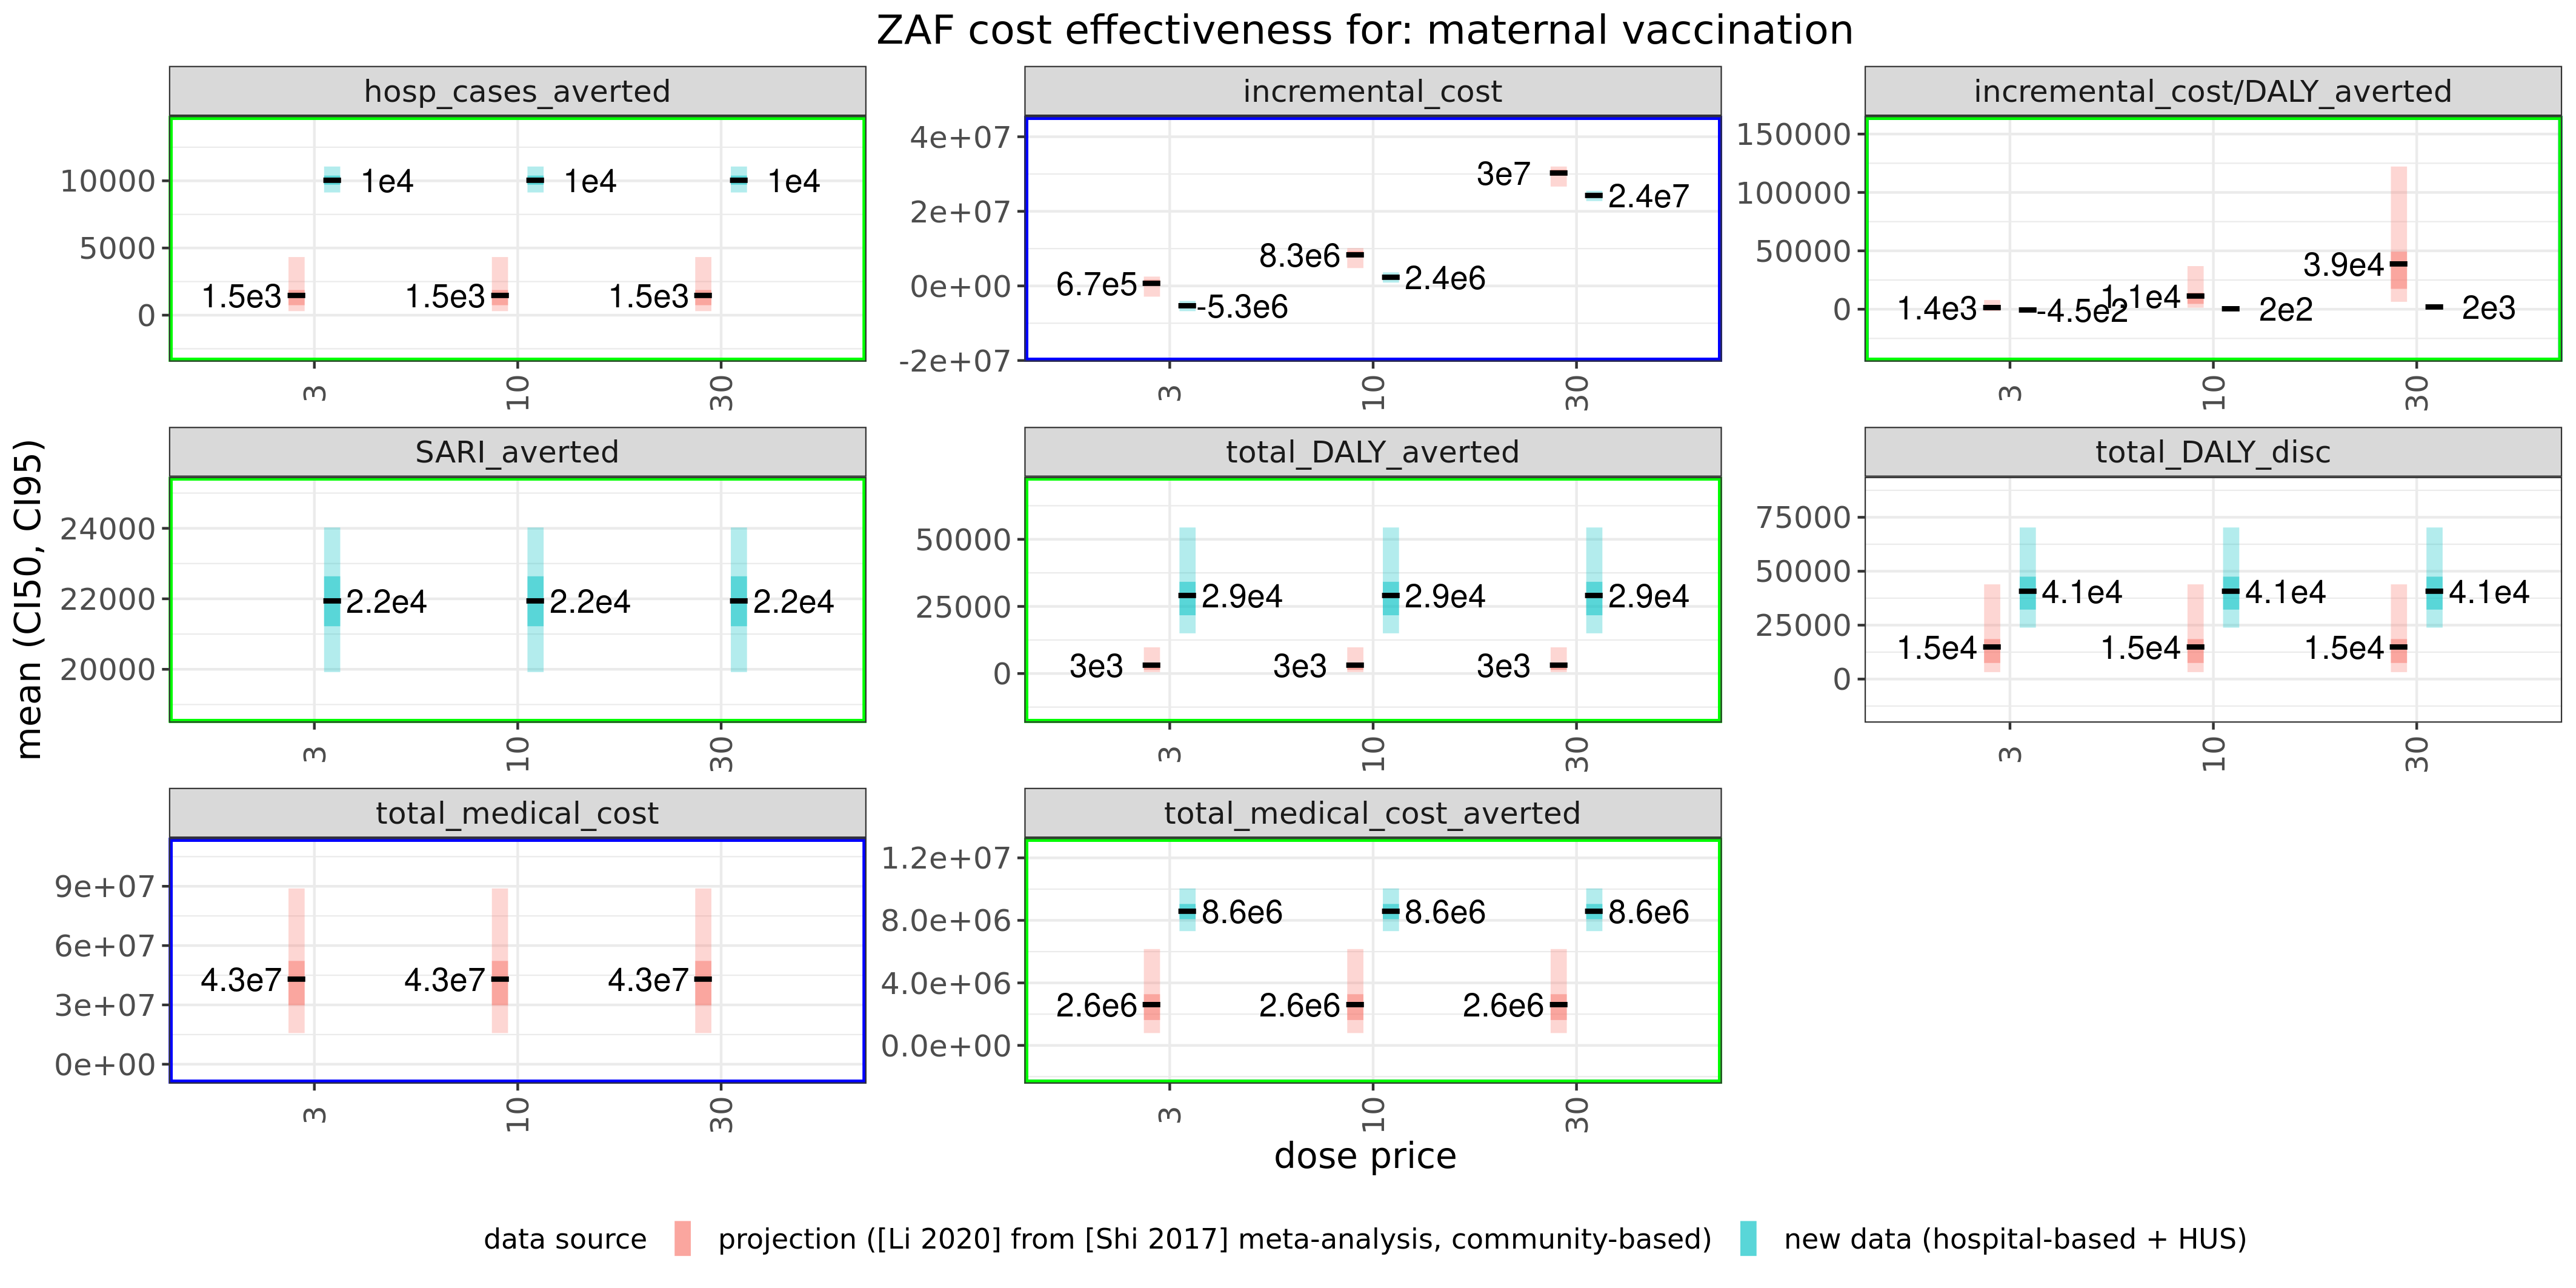 ZAF cost effectiveness for: maternal vaccination
hosp_cases_averted
10000
5000
0
1e4
1e4
1e4
1.5e3
1.5e3
1.5e3
3
10
30
incremental_cost
4e+07
2e+07
0e+00
-2e+07
3e7
2.4e7
8.3e6
2.4e6
6.7e5
-5.3e6
3
10
30
incremental_cost/DALY_averted
150000
100000
50000
0
3.9e4
1.4e3
-4.5e2
1.1e4
2e2
2e3
3
10
30
mean (CI50, CI95)
SARI_averted
24000
22000
20000
2.2e4
2.2e4
2.2e4
3
10
30
total_DALY_averted
50000
25000
0
2.9e4
2.9e4
2.9e4
3e3
3e3
3e3
3
10
30
total_DALY_disc
75000
50000
25000
0
4.1e4
4.1e4
4.1e4
1.5e4
1.5e4
1.5e4
3
10
30
total_medical_cost
9e+07
6e+07
3e+07
0e+00
4.3e7
4.3e7
4.3e7
3
10
30
total_medical_cost_averted
1.2e+07
8.0e+06
4.0e+06
0.0e+00
8.6e6
8.6e6
8.6e6
2.6e6
2.6e6
2.6e6
3
10
30
dose price
data source
projection ([Li 2020] from [Shi 2017] meta-analysis, community-based)
new data (hospital-based + HUS)